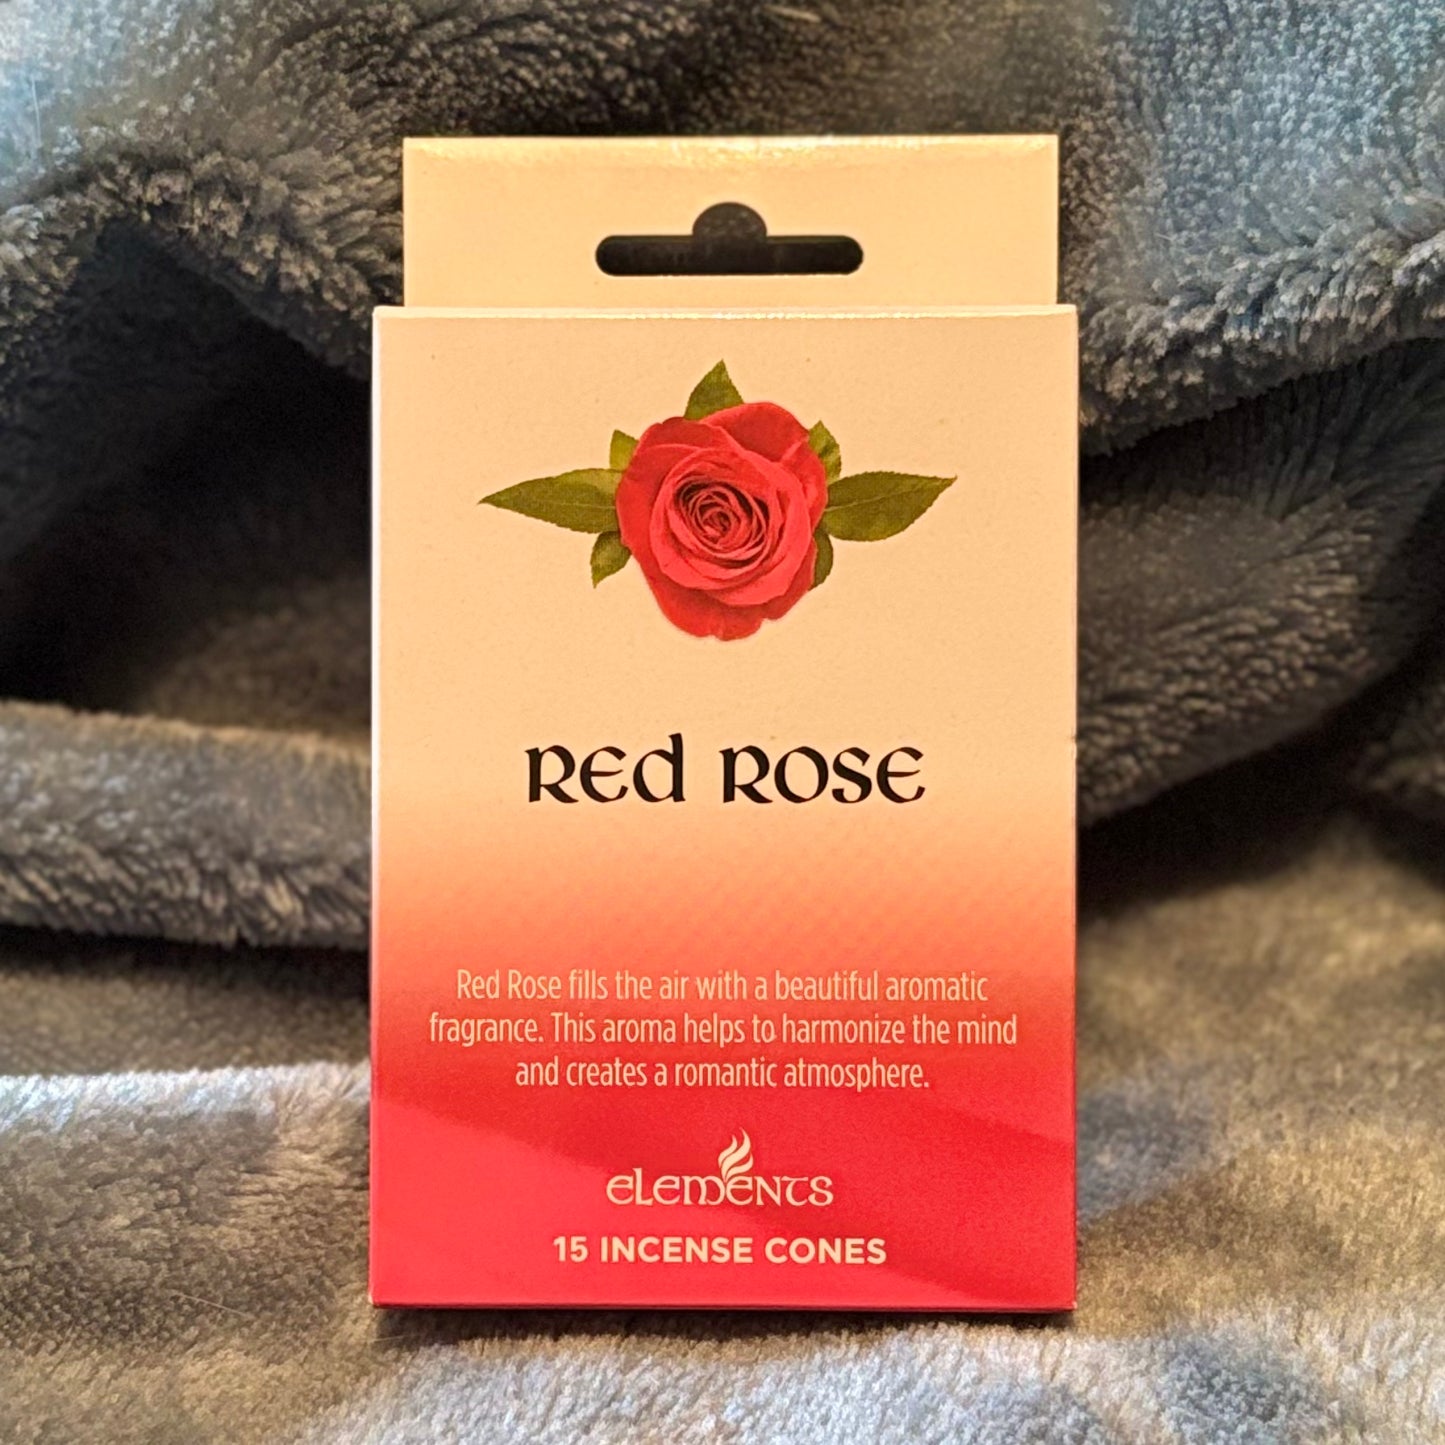 Red Rose
Red Rose fills the air with a beautiful aromatic
fragrance. This aroma helps to harmonize the mind
and creates a romantic atmosphere.
elements
15 INCENSE CONES